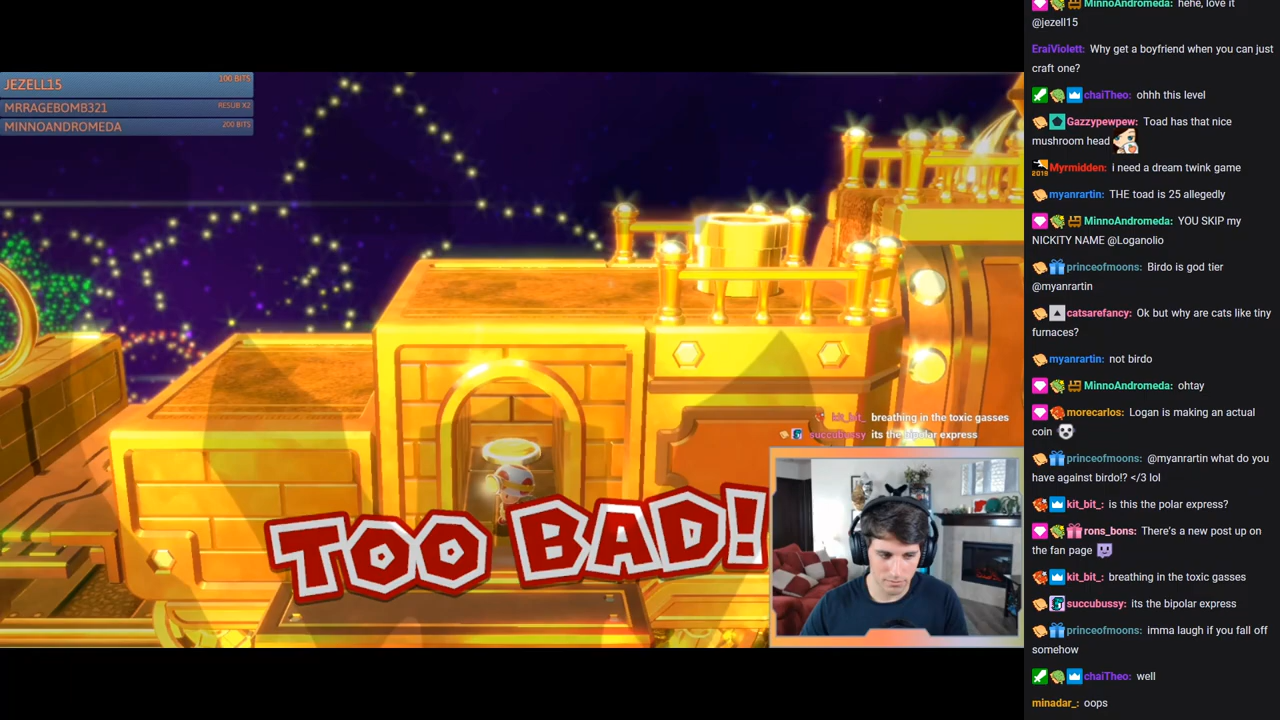 JEZELL15
100 BITS
MRRAGEBOMB321
RESUB X2
MINNOANDROMEDA
200 BITS
TOO BAD!
kit_bit_ breathing in the toxic gasses
succubussy its the bipolar express
MinnoAndromeda: hehe, love it
@jezell15
EraiViolett: Why get a boyfriend when you can just
craft one?
chaiTheo: ohhh this level
Gazzypewpew: Toad has that nice
mushroom head
2019
Myrmidden: i need a dream twink game
myanrartin: THE toad is 25 allegedly
MinnoAndromeda: YOU SKIP my
NICKITY NAME @Loganolio
princeofmoons: Birdo is god tier
@myanrartin
catsarefancy: Ok but why are cats like tiny
furnaces?
myanrartin: not birdo
MinnoAndromeda: ohtay
morecarlos: Logan is making an actual
coin
princeofmoons: @myanrartin what do you
have against birdo!? </3 lol
kit_bit_: is this the polar express?
rons_bons: There's a new post up on
the fan page
kit_bit_: breathing in the toxic gasses
succubussy: its the bipolar express
princeofmoons: imma laugh if you fall off
somehow
chaiTheo: well
minadar_: oops